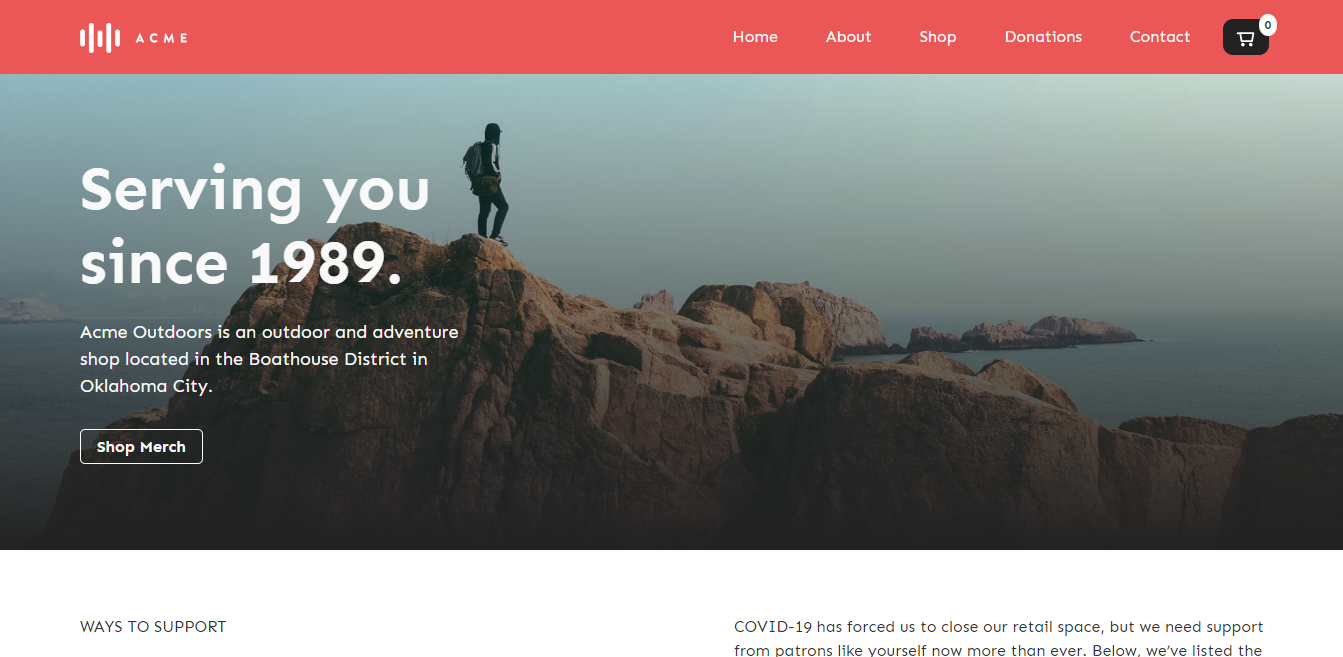 ACME
Home
About
Shop
Donations
Contact
0
Serving you
since 1989.
Acme Outdoors is an outdoor and adventure
shop located in the Boathouse District in
Oklahoma City.
Shop Merch
WAYS TO SUPPORT
COVID-19 has forced us to close our retail space, but we need support
from patrons like yourself now more than ever. Below, we’ve listed the